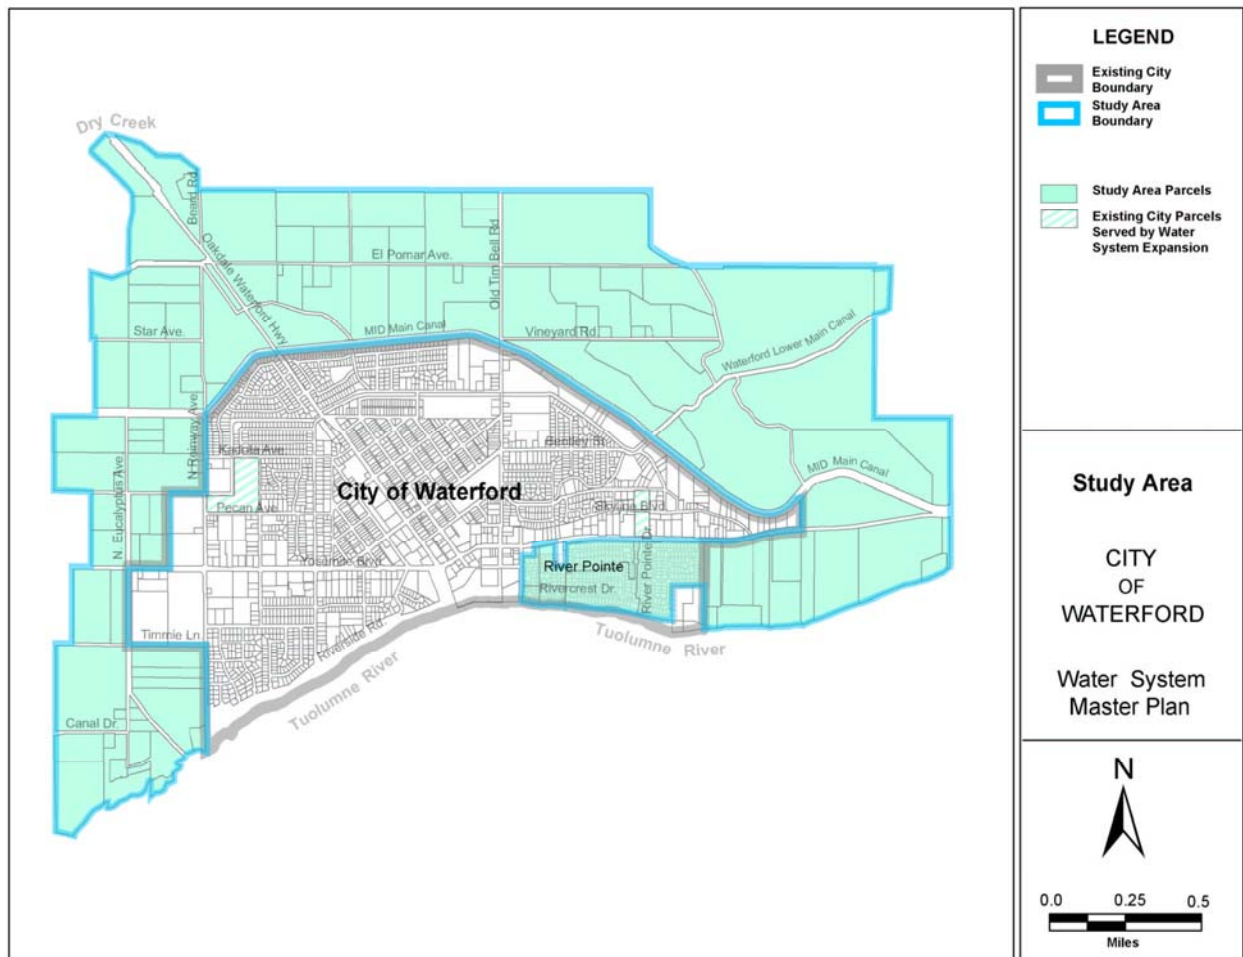 Dry Creek
Beard Rd.
Oakdale Waterford Hwy
El Pomar Ave.
Old Tim Bell Rd
Star Ave.
MID Main Canal
Vineyard Rd.
Waterford Lower Main Canal
N Reinway Ave.
Kadota Ave.
Bentley St.
MID Main Canal
N. Eucalyptus Ave
City of Waterford
Pecan Ave
Skyline Blvd.
Yosemite Blvd.
River Pointe
River Pointe Dr.
Rivercrest Dr.
Timmie Ln.
Riverside Rd.
Tuolumne River
Tuolumne River
Canal Dr.
LEGEND
Existing City
Boundary
Study Area
Boundary
Study Area Parcels
Existing City Parcels
Served by Water
System Expansion
Study Area
CITY
OF
WATERFORD
Water System
Master Plan
N
0.0 0.25 0.5
Miles